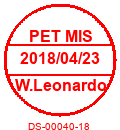 PET MIS
2018/04/23
W.Leonardo
DS-00040-18